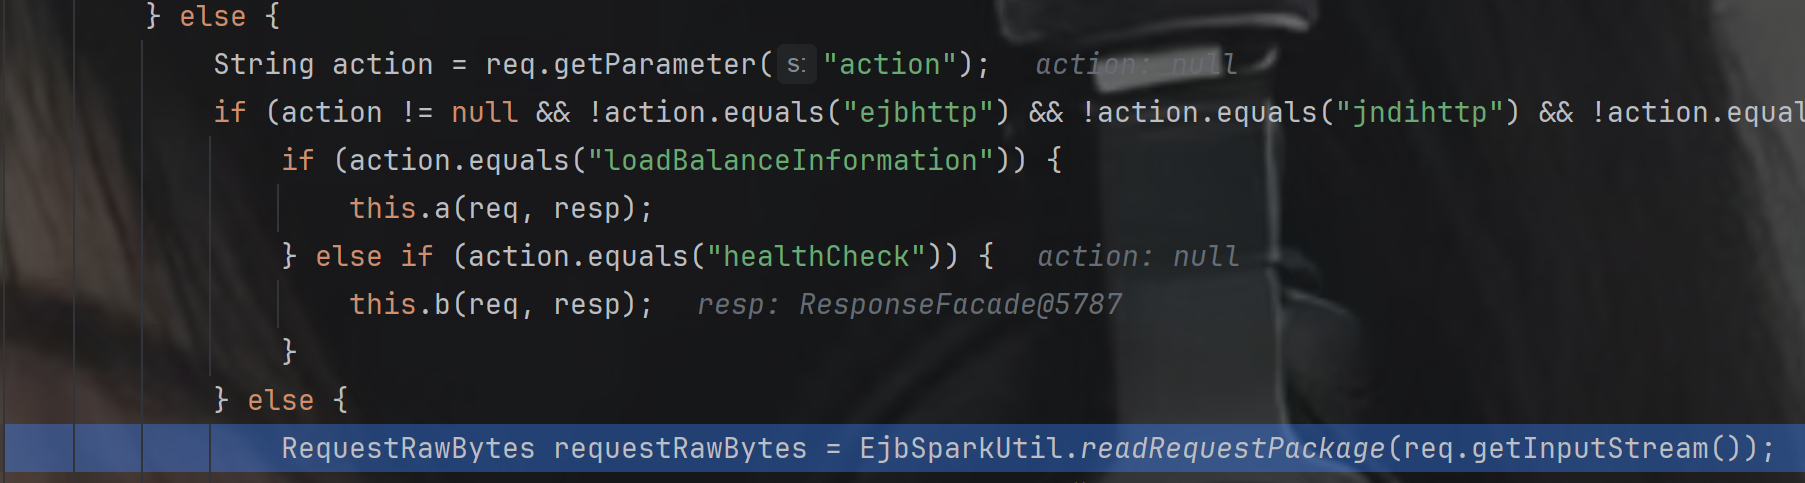 } else {
String action = req.getParameter( s: "action");   action: null
if (action != null && !action.equals("ejbhttp") && !action.equals("jndihttp") && !action.equal
if (action.equals("loadBalanceInformation")) {
this.a(req, resp);
} else if (action.equals("healthCheck")) {   action: null
this.b(req, resp);   resp: ResponseFacade@5787
}
} else {
RequestRawBytes requestRawBytes = EjbSparkUtil.readRequestPackage(req.getInputStream());